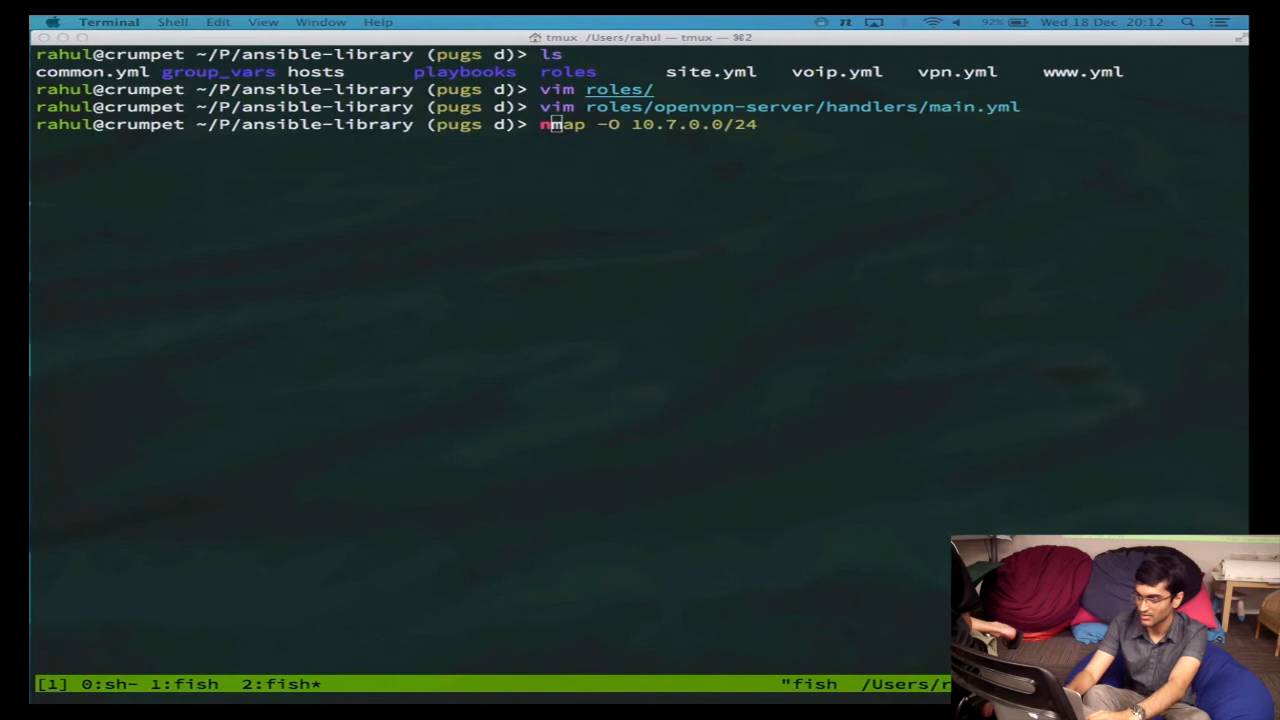 Terminal Shell Edit View Window Help 92% Wed 18 Dec 20:12
tmux /Users/rahul — tmux — ⌘2
rahul@crumpet ~/P/ansible-library (pugs d)> ls
common.yml group_vars hosts playbooks roles site.yml voip.yml vpn.yml www.yml
rahul@crumpet ~/P/ansible-library (pugs d)> vim roles/
rahul@crumpet ~/P/ansible-library (pugs d)> vim roles/openvpn-server/handlers/main.yml
rahul@crumpet ~/P/ansible-library (pugs d)> nmap -O 10.7.0.0/24
[1] 0:sh- 1:fish 2:fish* "fish /Users/r